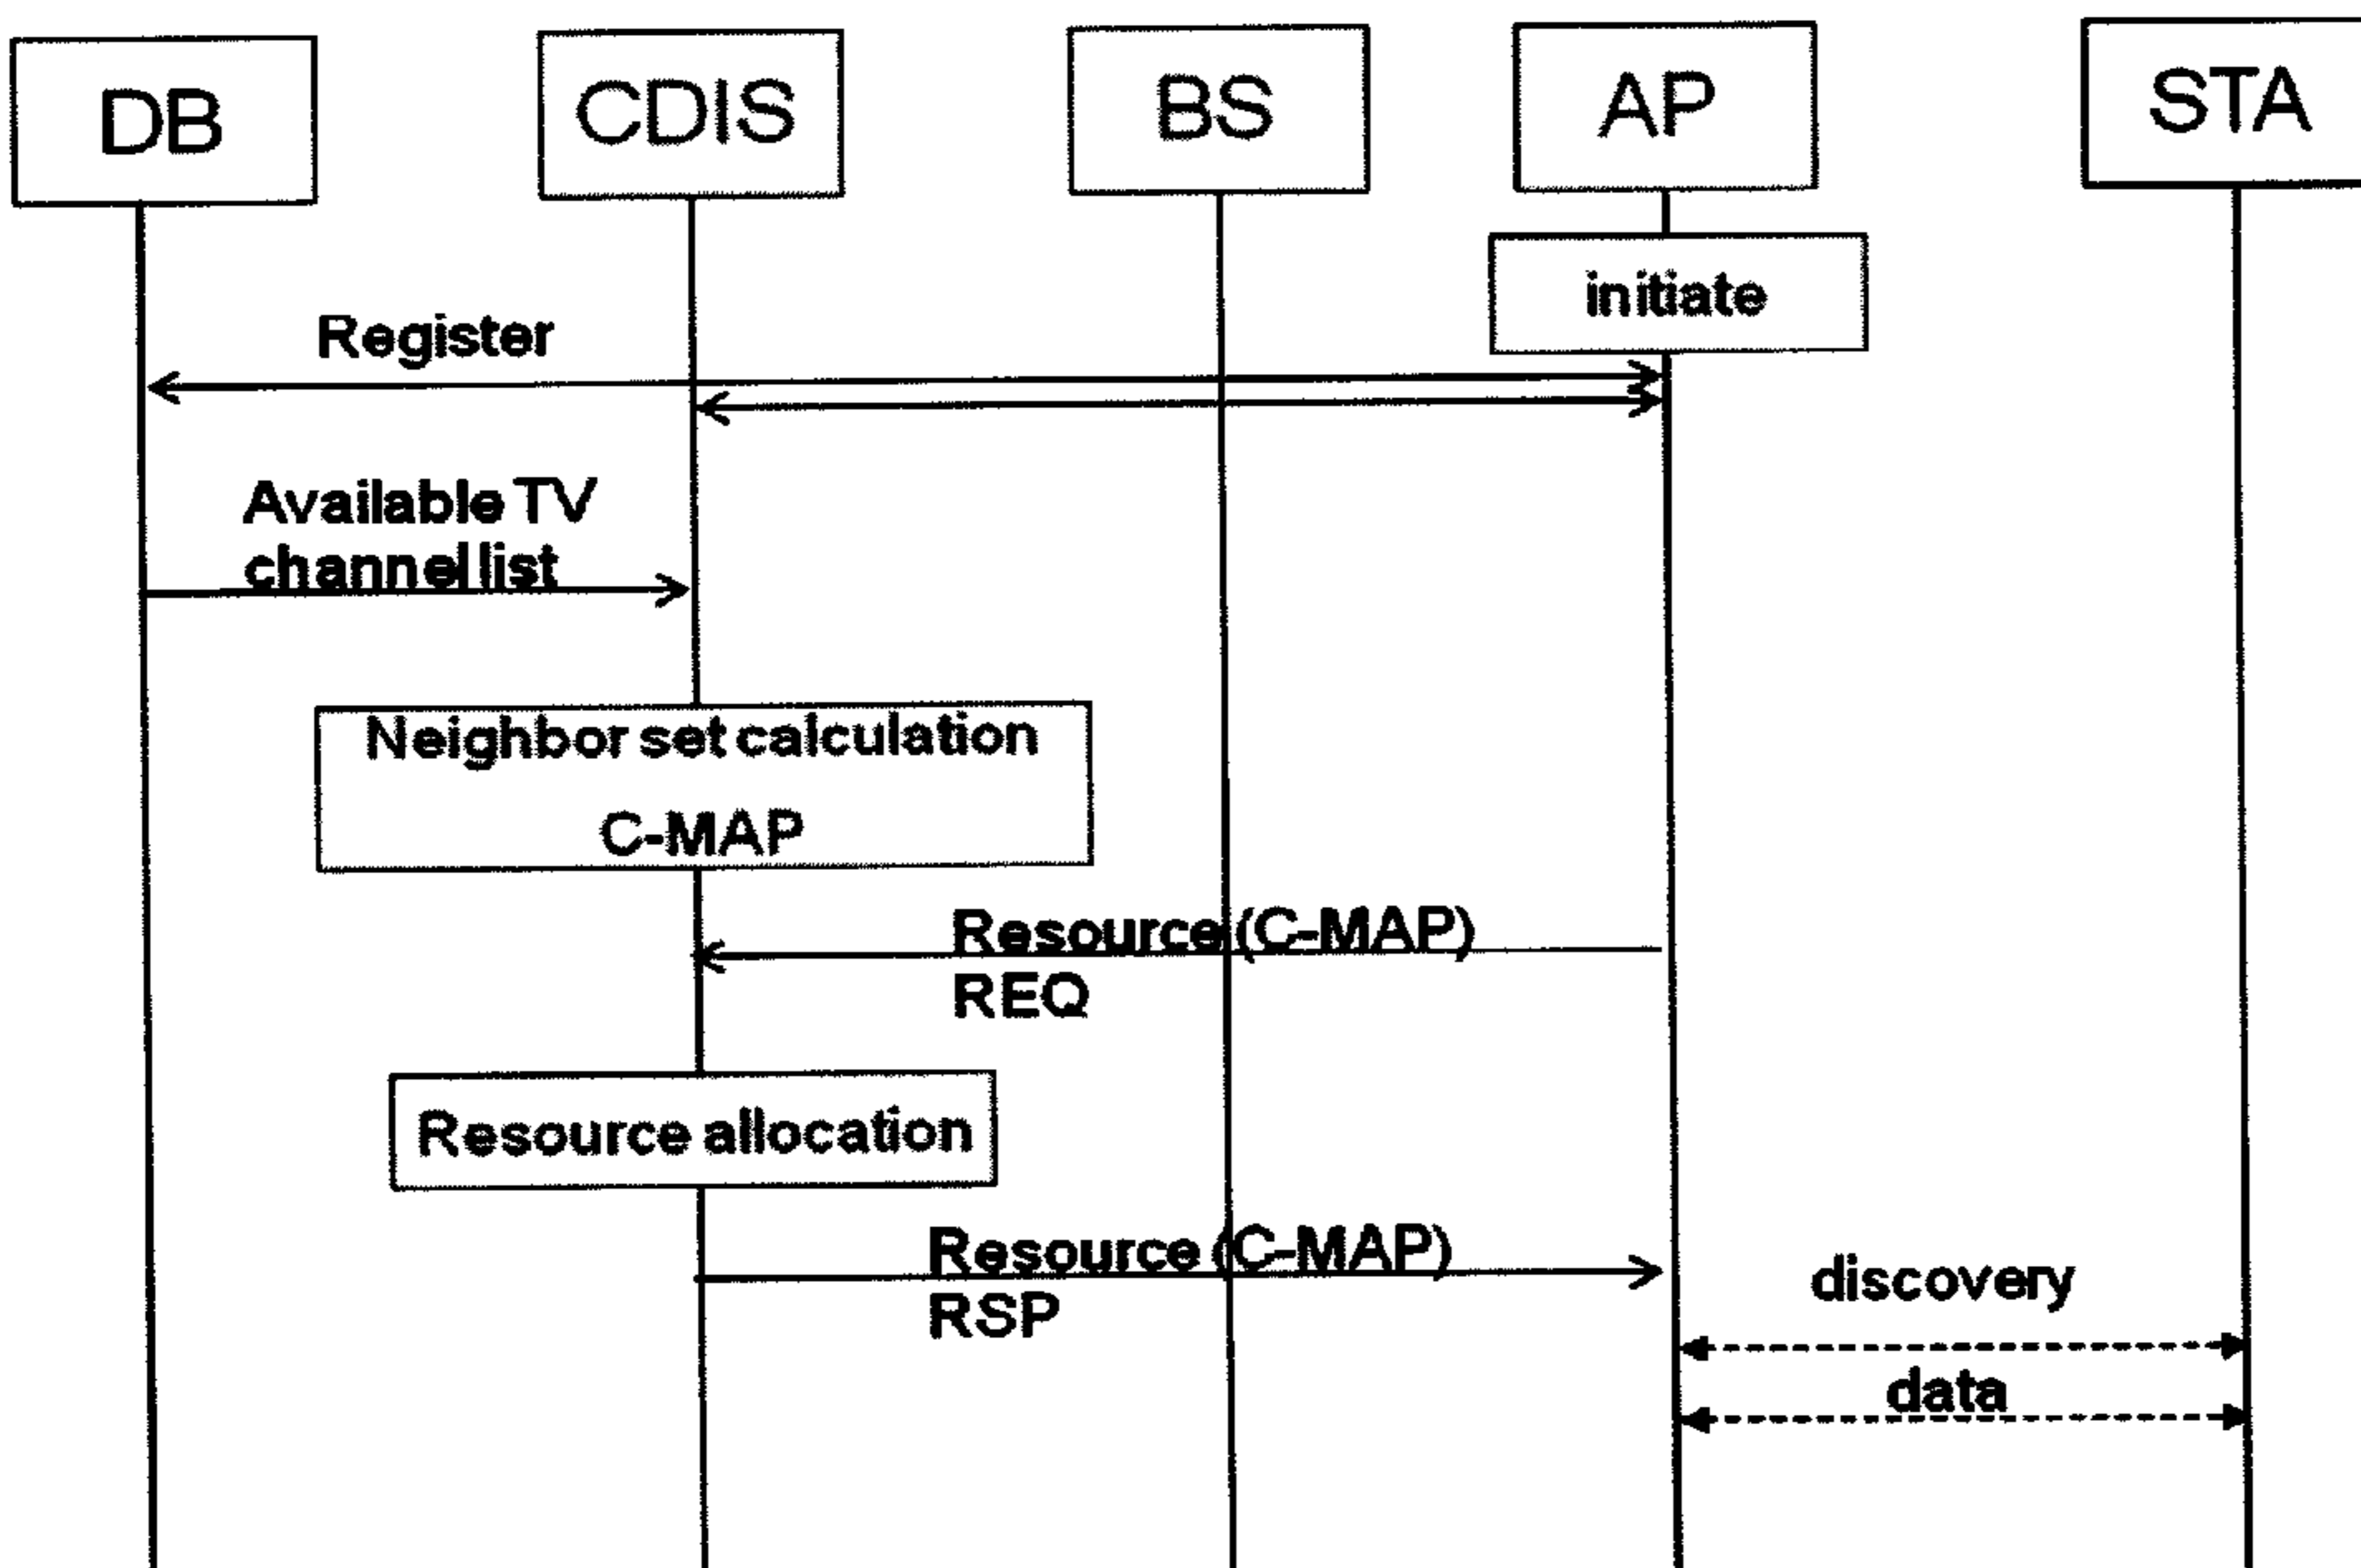 DB
CDIS
BS
AP
STA
initiate
Register
Available TV
channel list
Neighbor set calculation
C-MAP
Resource (C-MAP)
REQ
Resource allocation
Resource (C-MAP)
RSP
discovery
data